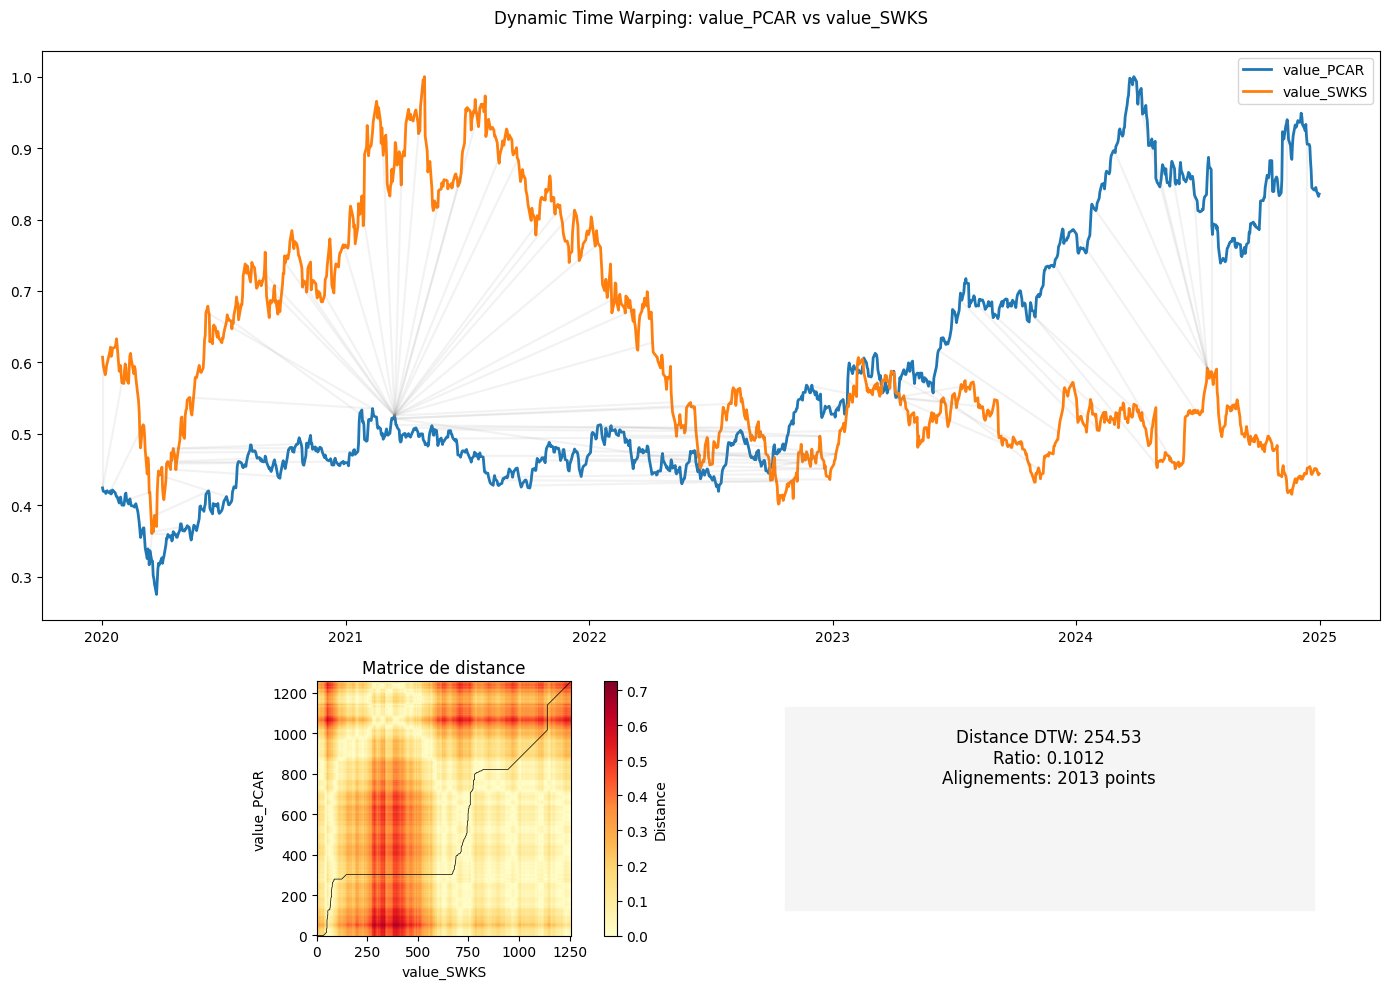 Dynamic Time Warping: value_PCAR vs value_SWKS
value_PCAR
value_SWKS
1.0
0.9
0.8
0.7
0.6
0.5
0.4
0.3
2020 2021 2022 2023 2024 2025
Matrice de distance
value_PCAR
1200
1000
800
600
400
200
0
0 250 500 750 1000 1250
value_SWKS
0.7
0.6
0.5
0.4
0.3
0.2
0.1
0.0
Distance
Distance DTW: 254.53
Ratio: 0.1012
Alignements: 2013 points